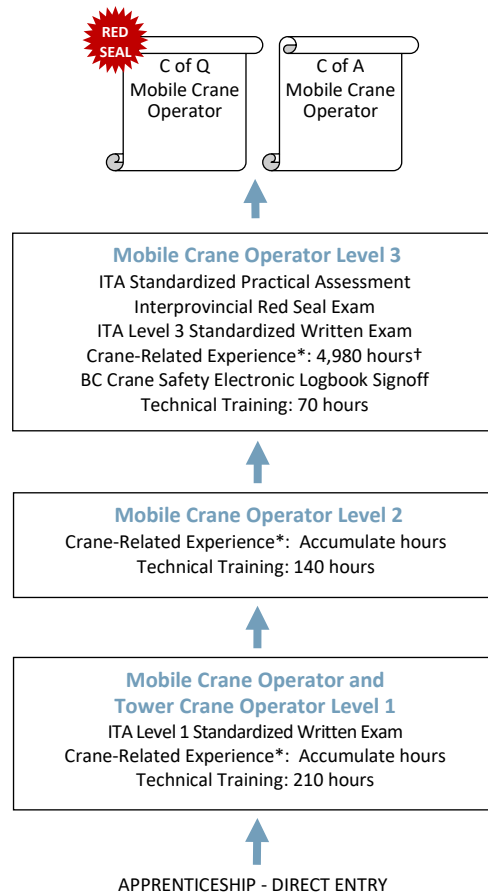 RED
SEAL
C of Q
Mobile Crane
Operator
C of A
Mobile Crane
Operator
Mobile Crane Operator Level 3
ITA Standardized Practical Assessment
Interprovincial Red Seal Exam
ITA Level 3 Standardized Written Exam
Crane-Related Experience*: 4,980 hours†
BC Crane Safety Electronic Logbook Signoff
Technical Training: 70 hours
Mobile Crane Operator Level 2
Crane-Related Experience*: Accumulate hours
Technical Training: 140 hours
Mobile Crane Operator and
Tower Crane Operator Level 1
ITA Level 1 Standardized Written Exam
Crane-Related Experience*: Accumulate hours
Technical Training: 210 hours
APPRENTICESHIP - DIRECT ENTRY